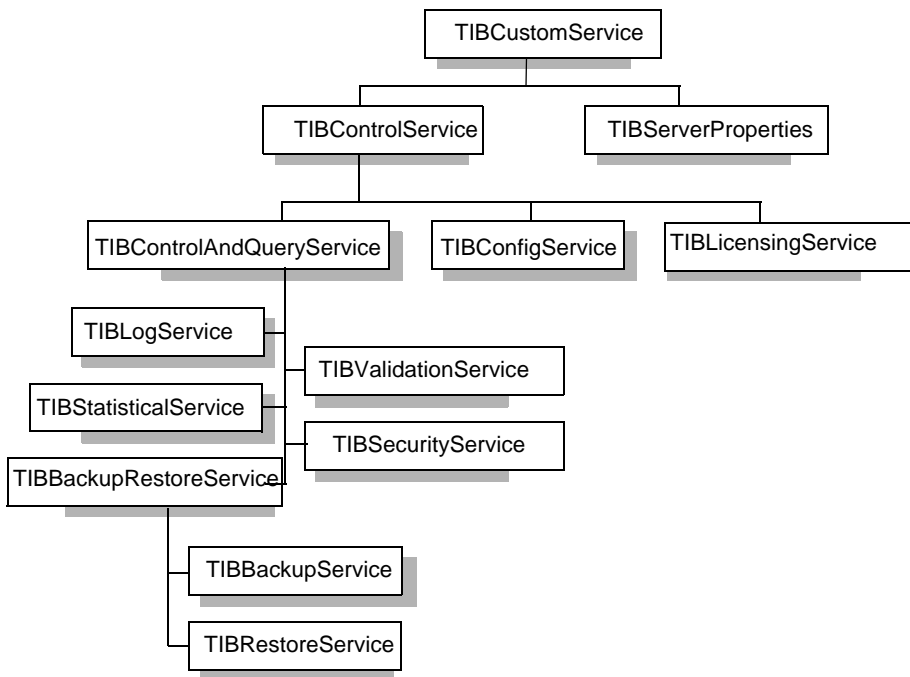 TIBCustomService
TIBControlService
TIBServerProperties
TIBControlAndQueryService
TIBConfigService
TIBLicensingService
TIBLogService
TIBValidationService
TIBStatisticalService
TIBSecurityService
TIBBackupRestoreService
TIBBackupService
TIBRestoreService